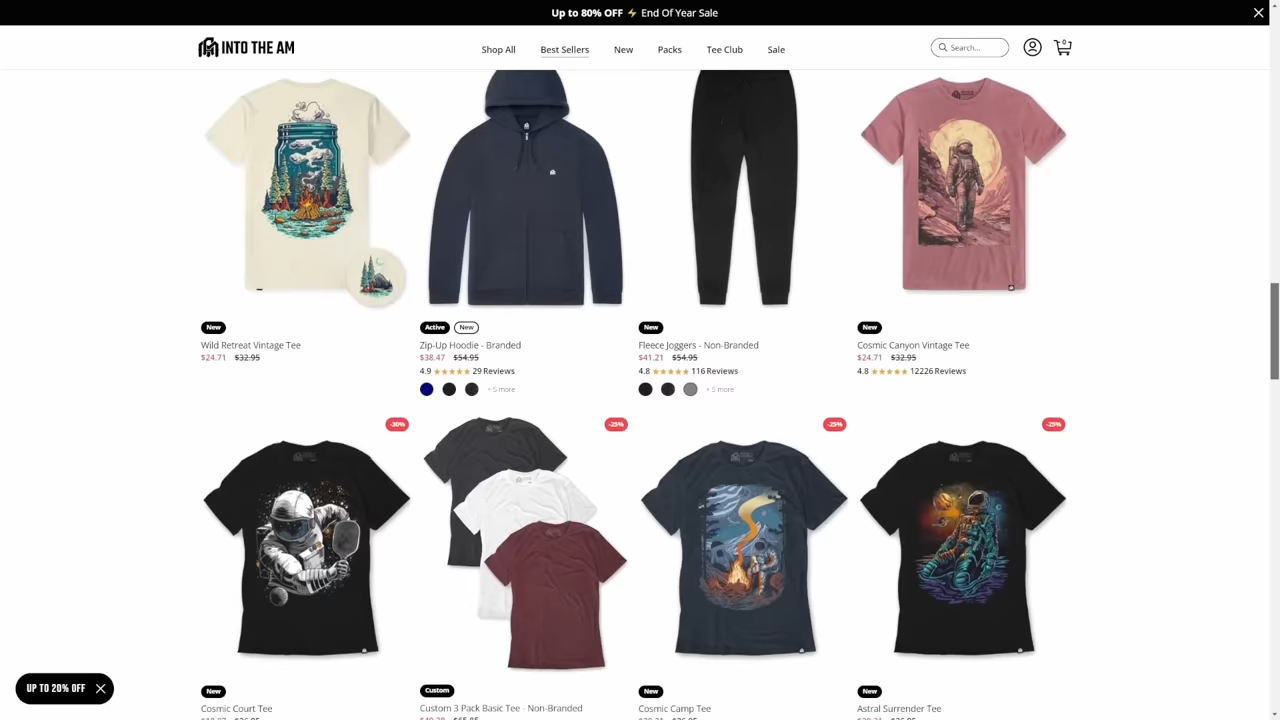 Up to 80% OFF ⚡ End Of Year Sale
INTO THE AM
Shop All
Best Sellers
New
Packs
Tee Club
Sale
Search...
0
New
Wild Retreat Vintage Tee
$24.71 $32.95
Active
New
Zip-Up Hoodie - Branded
$38.47 $54.95
4.9 ★★★★★ 29 Reviews
+ 5 more
New
Fleece Joggers - Non-Branded
$41.21 $54.95
4.8 ★★★★★ 116 Reviews
+ 5 more
New
Cosmic Canyon Vintage Tee
$24.71 $32.95
4.8 ★★★★★ 12226 Reviews
-30%
-25%
-25%
-25%
New
Cosmic Court Tee
Custom
Custom 3 Pack Basic Tee - Non-Branded
New
Cosmic Camp Tee
New
Astral Surrender Tee
UP TO 20% OFF